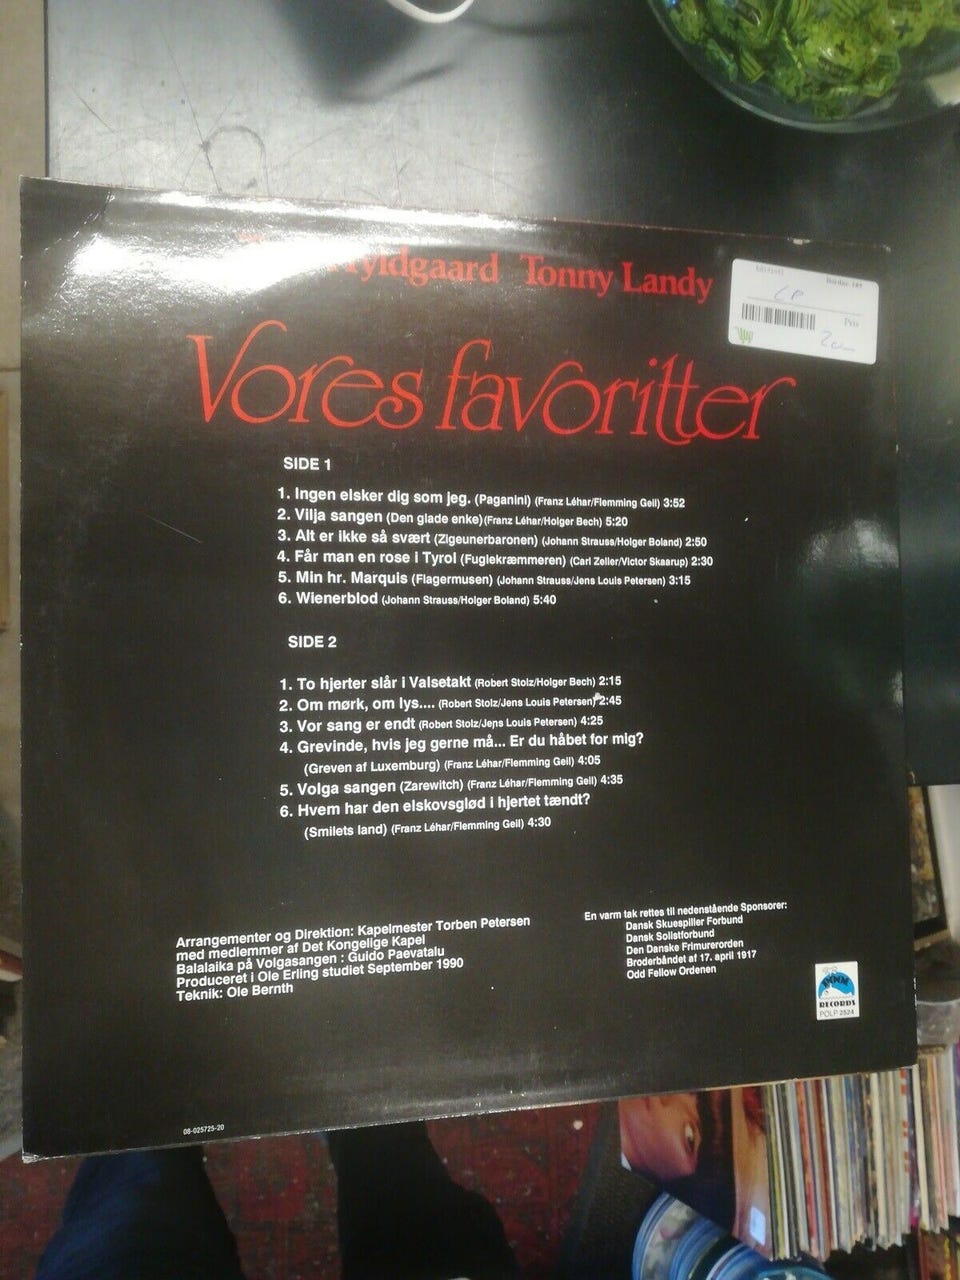 yldgaard Tonny Landy
LP
Pris
Vores favoritter
SIDE 1
1. Ingen elsker dig som jeg. (Paganini) (Franz Léhar/Flemming Geil) 3:52
2. Vilja sangen (Den glade enke)(Franz Léhar/Holger Bech) 5:20
3. Alt er ikke så svært (Zigeunerbaronen) (Johann Strauss/Holger Boland) 2:50
4. Får man en rose i Tyrol (Fuglekræmmeren) (Carl Zeller/Victor Skaarup) 2:30
5. Min hr. Marquis (Flagermusen) (Johann Strauss/Jens Louis Petersen) 3:15
6. Wienerblod (Johann Strauss/Holger Boland) 5:40
SIDE 2
1. To hjerter slår i Valsetakt (Robert Stolz/Holger Bech) 2:15
2. Om mørk, om lys.... (Robert Stolz/Jens Louis Petersen) 2:45
3. Vor sang er endt (Robert Stolz/Jens Louis Petersen) 4:25
4. Grevinde, hvis jeg gerne må... Er du håbet for mig?
(Greven af Luxemburg) (Franz Léhar/Flemming Geil) 4:05
5. Volga sangen (Zarewitch) (Franz Léhar/Flemming Geil) 4:35
6. Hvem har den elskovsglød i hjertet tændt?
(Smilets land) (Franz Léhar/Flemming Geil) 4:30
Arrangementer og Direktion: Kapelmester Torben Petersen
med medlemmer af Det Kongelige Kapel
Balalaika på Volgasangen : Guido Paevatalu
Produceret i Ole Erling studiet September 1990
Teknik: Ole Bernth
En varm tak rettes til nedenstående Sponsorer:
Dansk Skuespiller Forbund
Dansk Solistforbund
Den Danske Frimurerorden
Broderbåndet af 17. april 1917
Odd Fellow Ordenen
RECORDS
POLP 2524
08-025725-20